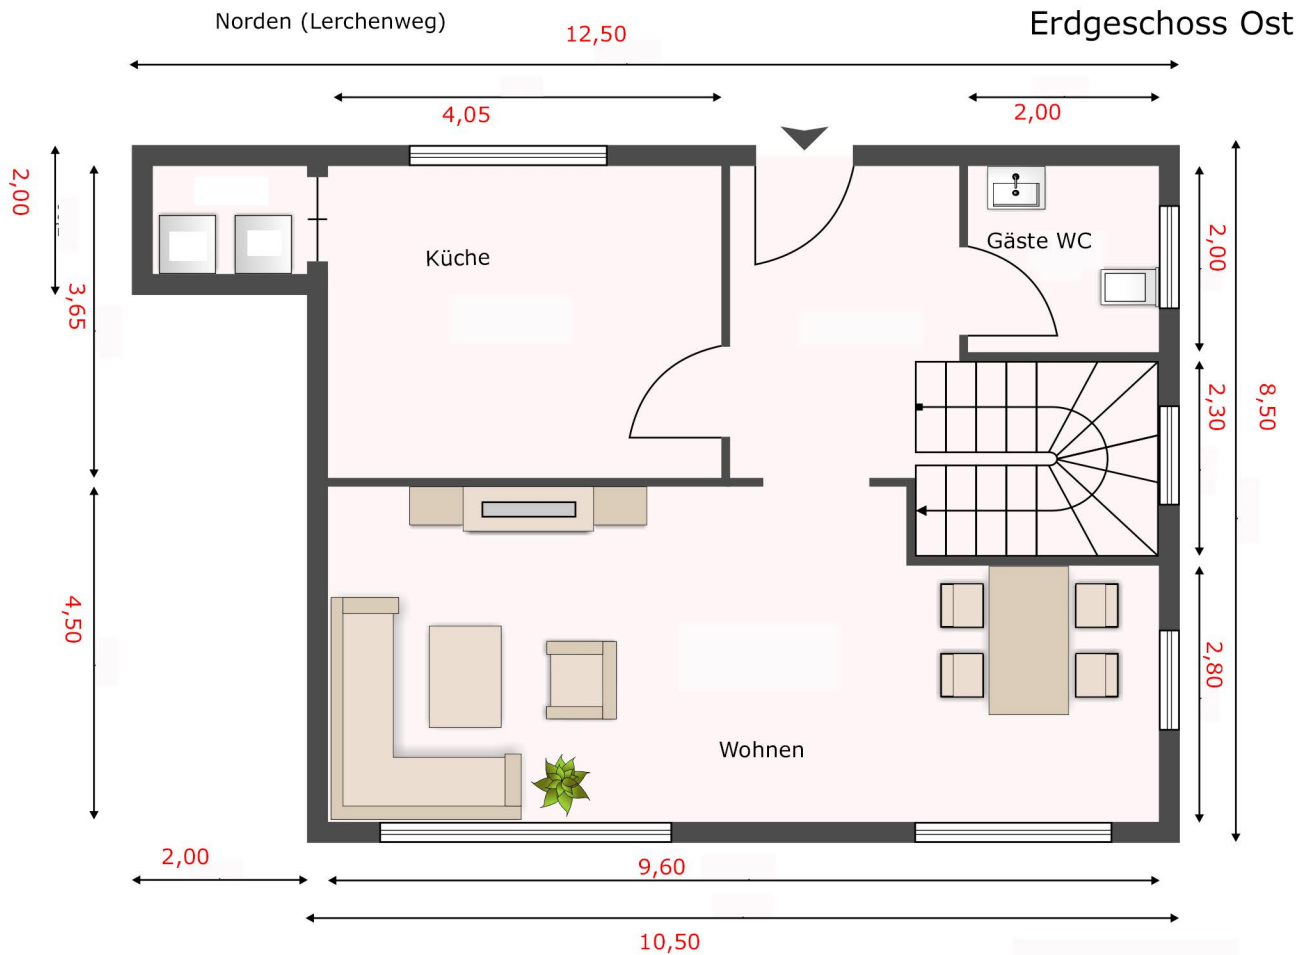 Norden (Lerchenweg)
Erdgeschoss Ost
12,50
4,05
2,00
2,00
3,65
Küche
Gäste WC
2,00
2,30
8,50
4,50
2,80
Wohnen
2,00
9,60
10,50